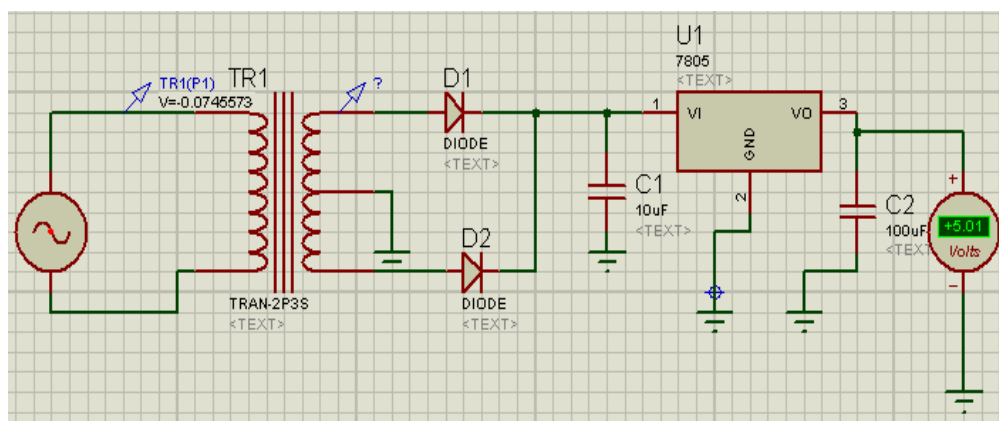 TR1(P1)
V=-0.0745573
TR1
?
TRAN-2P3S
<TEXT>
D1
DIODE
<TEXT>
D2
DIODE
<TEXT>
C1
10uF
<TEXT>
U1
7805
<TEXT>
1
VI
VO
3
GND
2
C2
100uF
<TEXT>
+
+5.01
Volts
−